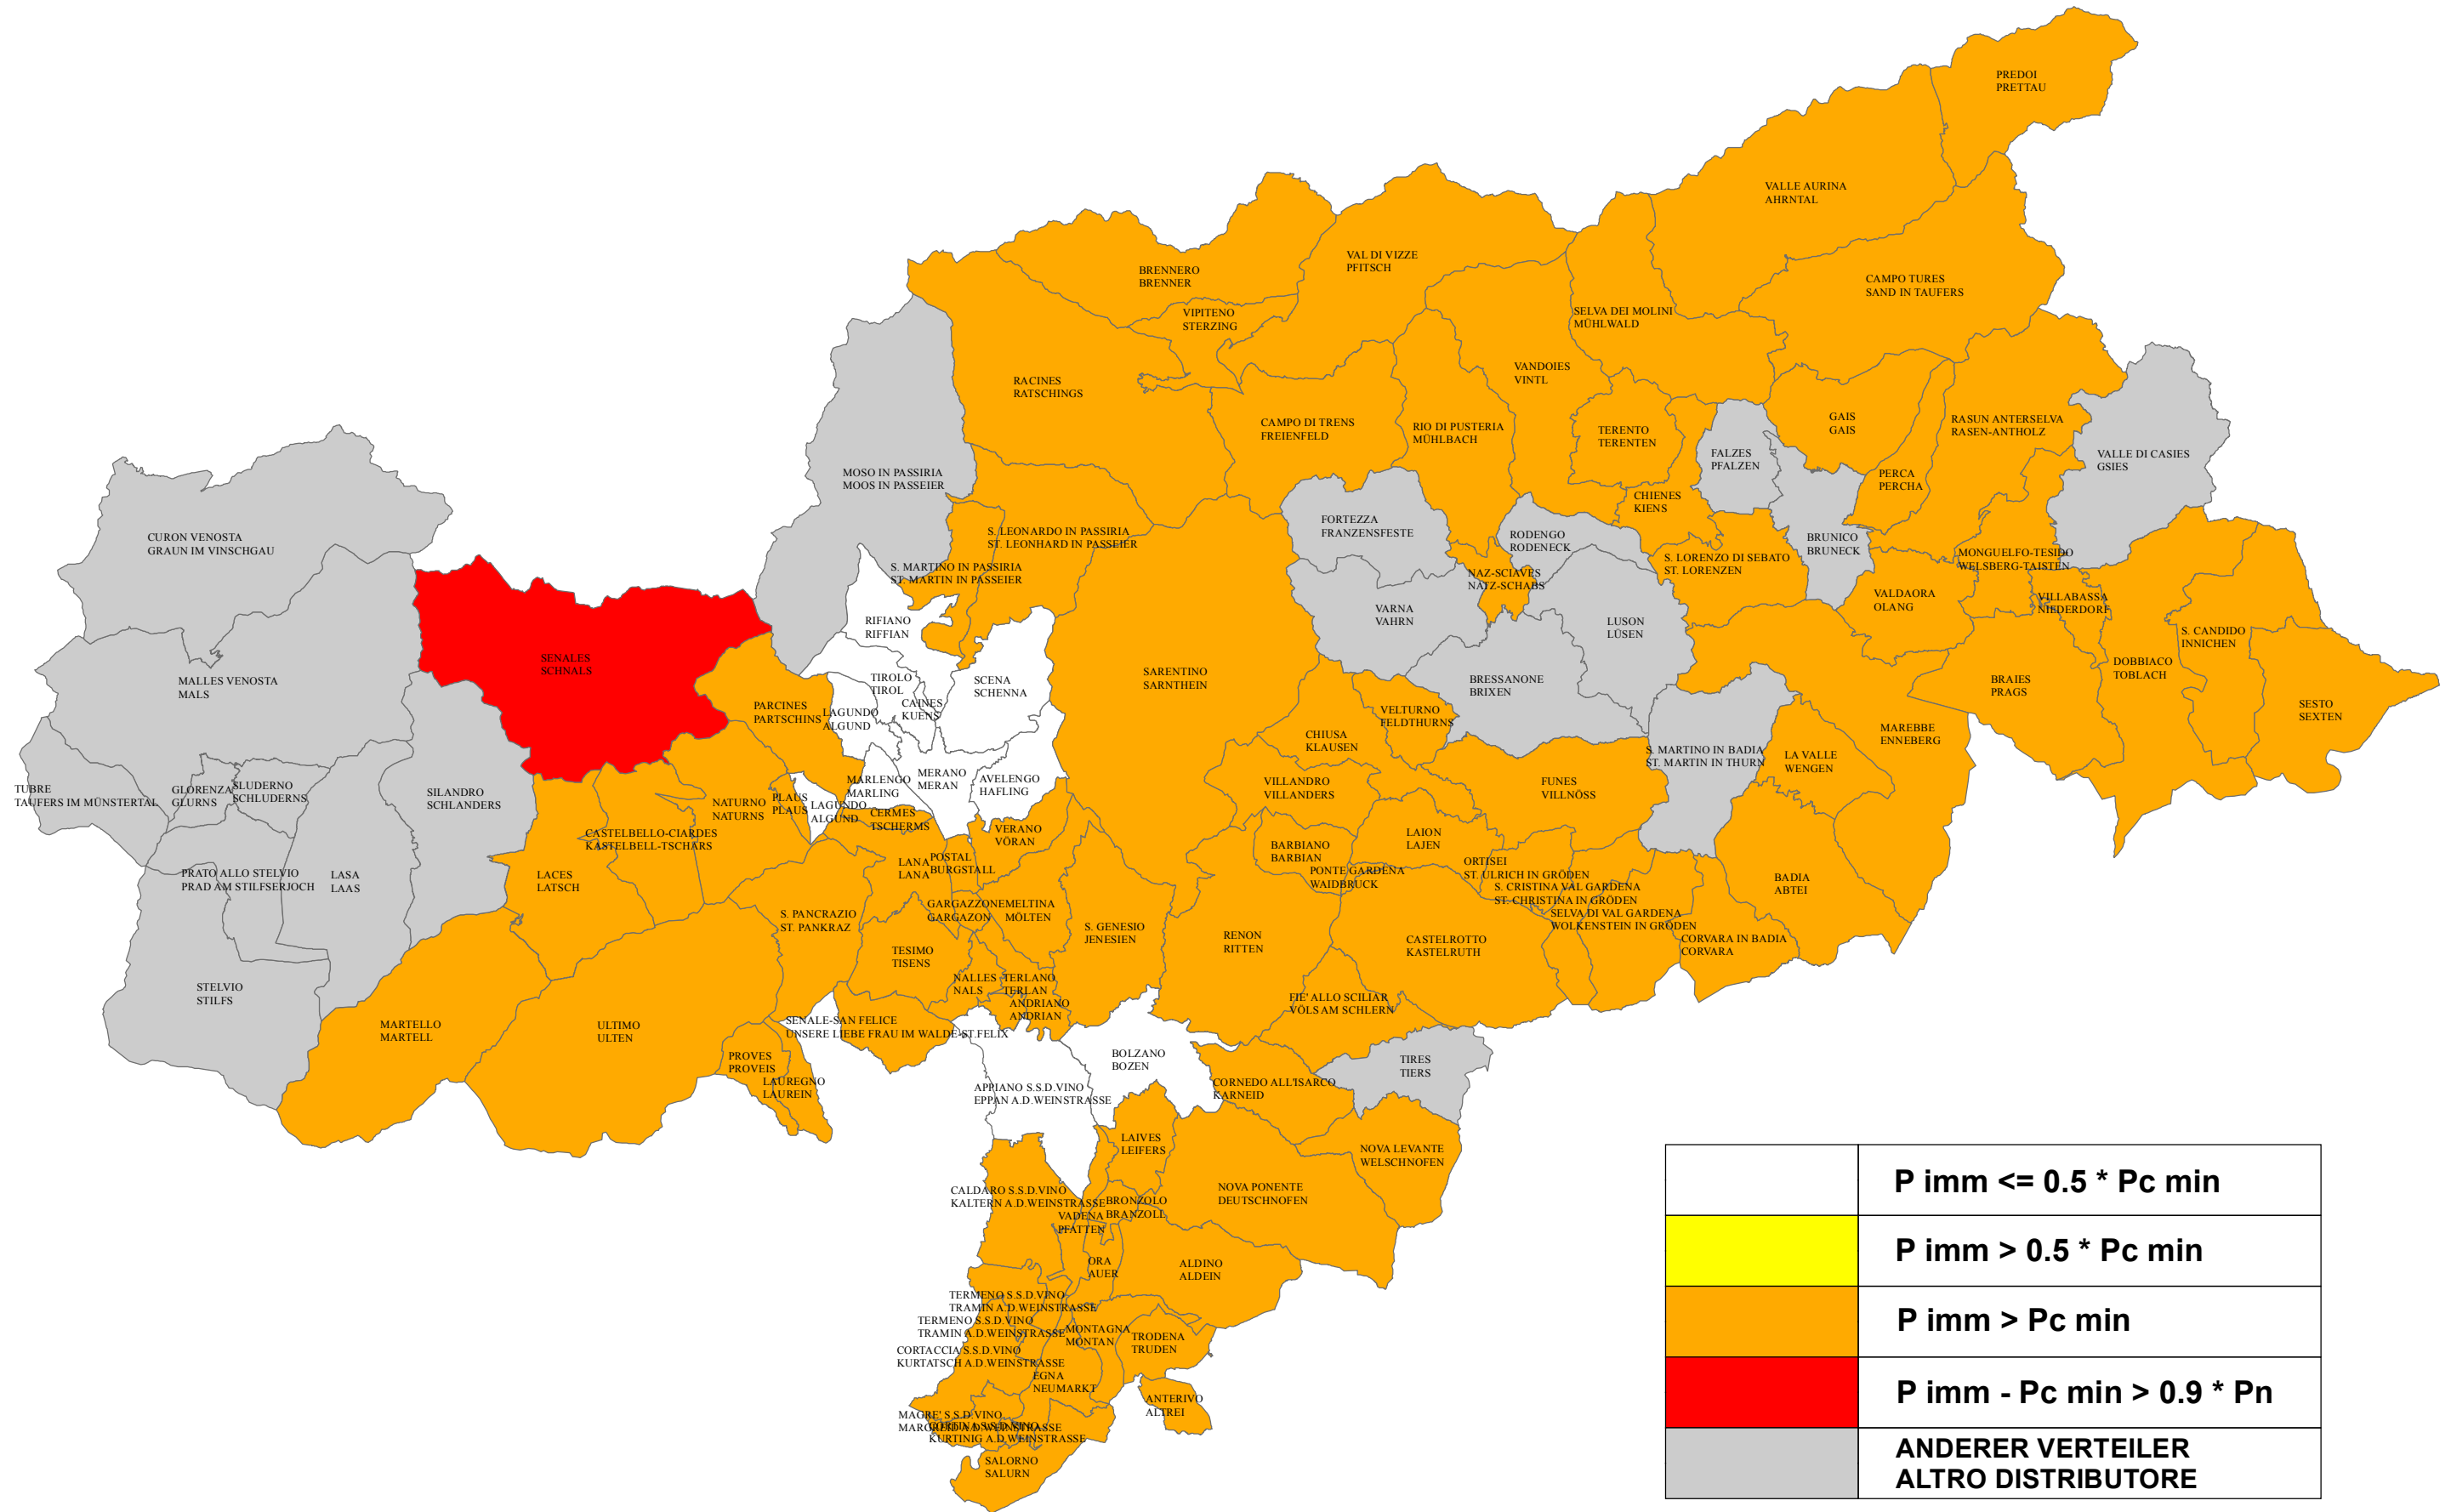 PREDOI
PRETTAU
VALLE AURINA
AHRNTAL
CAMPO TURES
SAND IN TAUFERS
BRENNERO
BRENNER
VAL DI VIZZE
PFITSCH
VIPITENO
STERZING
SELVA DEI MOLINI
MÜHLWALD
RACINES
RATSCHINGS
VANDOIES
VINTL
CAMPO DI TRENS
FREIENFELD
RIO DI PUSTERIA
MÜHLBACH
TERENTO
TERENTEN
GAIS
GAIS
RASUN ANTERSELVA
RASEN-ANTHOLZ
FALZES
PFALZEN
VALLE DI CASIES
GSIES
MOSO IN PASSIRIA
MOOS IN PASSEIER
PERCA
PERCHA
CHIENES
KIENS
FORTEZZA
FRANZENSFESTE
S. LEONARDO IN PASSIRIA
ST. LEONHARD IN PASSEIER
RODENGO
RODENECK
BRUNICO
BRUNECK
CURON VENOSTA
GRAUN IM VINSCHGAU
S. LORENZO DI SEBATO
ST. LORENZEN
MONGUELFO-TESIDO
WELSBERG-TAISTEN
S. MARTINO IN PASSIRIA
ST. MARTIN IN PASSEIER
NAZ-SCIAVES
NATZ-SCHABS
VALDAORA
OLANG
VILLABASSA
NIEDERDORF
VARNA
VAHRN
RIFIANO
RIFFIAN
LUSON
LÜSEN
S. CANDIDO
INNICHEN
SENALES
SCHNALS
DOBBIACO
TOBLACH
SARENTINO
SARNTHEIN
MALLES VENOSTA
MALS
TIROLO
TIROL
SCENA
SCHENNA
BRESSANONE
BRIXEN
BRAIES
PRAGS
CAINES
KUENS
PARCINES
PARTSCHINS
LAGUNDO
ALGUND
VELTURNO
FELDTHURNS
SESTO
SEXTEN
CHIUSA
KLAUSEN
MAREBBE
ENNEBERG
S. MARTINO IN BADIA
ST. MARTIN IN THURN
LA VALLE
WENGEN
TUBRE
TAUFERS IM MÜNSTERTAL
GLORENZA
GLURNS
SLUDERNO
SCHLUDERNS
SILANDRO
SCHLANDERS
MARLENGO
MARLING
MERANO
MERAN
AVELENGO
HAFLING
VILLANDRO
VILLANDERS
FUNES
VILLNÖSS
NATURNO
NATURNS
PLAUS
PLAUS
LAGUNDO
ALGUND
CERMES
TSCHERMS
VERANO
VÖRAN
CASTELBELLO-CIARDES
KASTELBELL-TSCHARS
LAION
LAJEN
BARBIANO
BARBIAN
PRATO ALLO STELVIO
PRAD AM STILFSERJOCH
LASA
LAAS
LACES
LATSCH
LANA
LANA
POSTAL
BURGSTALL
PONTE GARDENA
WAIDBRUCK
ORTISEI
ST. ULRICH IN GRÖDEN
BADIA
ABTEI
S. CRISTINA VAL GARDENA
ST. CHRISTINA IN GRÖDEN
GARGAZZONE
GARGAZON
MELTINA
MÖLTEN
S. PANCRAZIO
ST. PANKRAZ
SELVA DI VAL GARDENA
WOLKENSTEIN IN GRÖDEN
S. GENESIO
JENESIEN
RENON
RITTEN
CASTELROTTO
KASTELRUTH
CORVARA IN BADIA
CORVARA
TESIMO
TISENS
NALLES
NALS
TERLANO
TERLAN
STELVIO
STILFS
ANDRIANO
ANDRIAN
FIE' ALLO SCILIAR
VÖLS AM SCHLERN
MARTELLO
MARTELL
ULTIMO
ULTEN
SENALE-SAN FELICE
UNSERE LIEBE FRAU IM WALDE-ST.FELIX
BOLZANO
BOZEN
PROVES
PROVEIS
TIRES
TIERS
LAUREGNO
LAUREIN
APPIANO S.S.D.VINO
EPPAN A.D.WEINSTRASSE
CORNEDO ALL'ISARCO
KARNEID
LAIVES
LEIFERS
NOVA LEVANTE
WELSCHNOFEN
CALDARO S.S.D.VINO
KALTERN A.D.WEINSTRASSE
BRONZOLO
BRANZOLL
NOVA PONENTE
DEUTSCHNOFEN
VADENA
PFATTEN
ORA
AUER
ALDINO
ALDEIN
TERMENO S.S.D.VINO
TRAMIN A.D.WEINSTRASSE
TERMENO S.S.D.VINO
TRAMIN A.D.WEINSTRASSE
MONTAGNA
MONTAN
TRODENA
TRUDEN
CORTACCIA S.S.D.VINO
KURTATSCH A.D.WEINSTRASSE
EGNA
NEUMARKT
ANTERIVO
ALTREI
MAGRE' S.S.D.VINO
MARGREID A.D.WEINSTRASSE
KURTINIG A.D.WEINSTRASSE
SALORNO
SALURN
P imm <= 0.5 * Pc min
P imm > 0.5 * Pc min
P imm > Pc min
P imm - Pc min > 0.9 * Pn
ANDERER VERTEILER
ALTRO DISTRIBUTORE